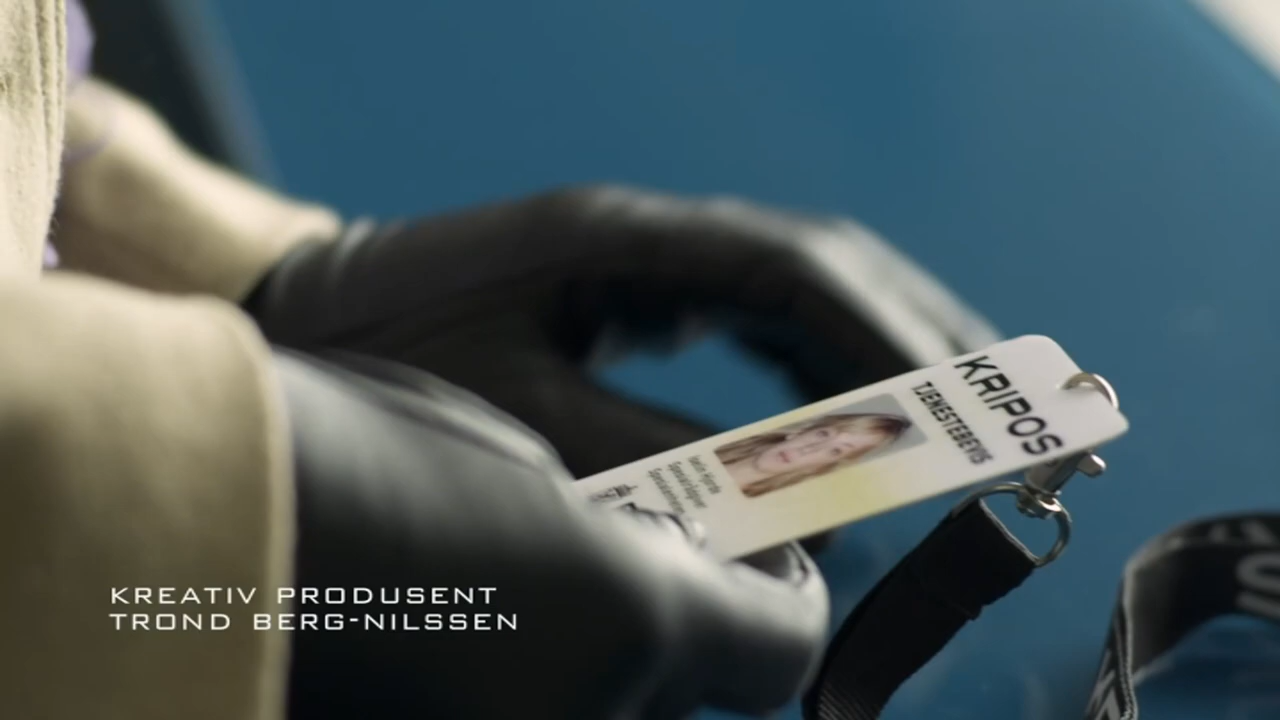 KRIPOS
TJENESTEBEVIS
KREATIV PRODUSENT
TROND BERG-NILSSEN